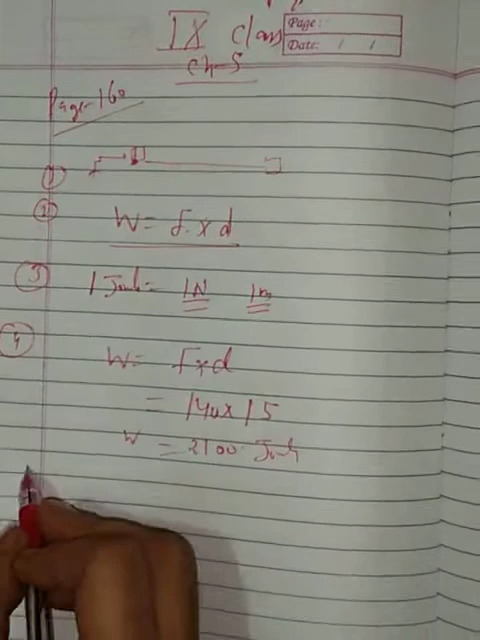 IX Class
Page:
Date: / /
Ch-5
Page-160
1
2
W = F × d
3
1 Joule = 1N 1m
4
W = F × d
= 140 × 15
W = 2100 Joule